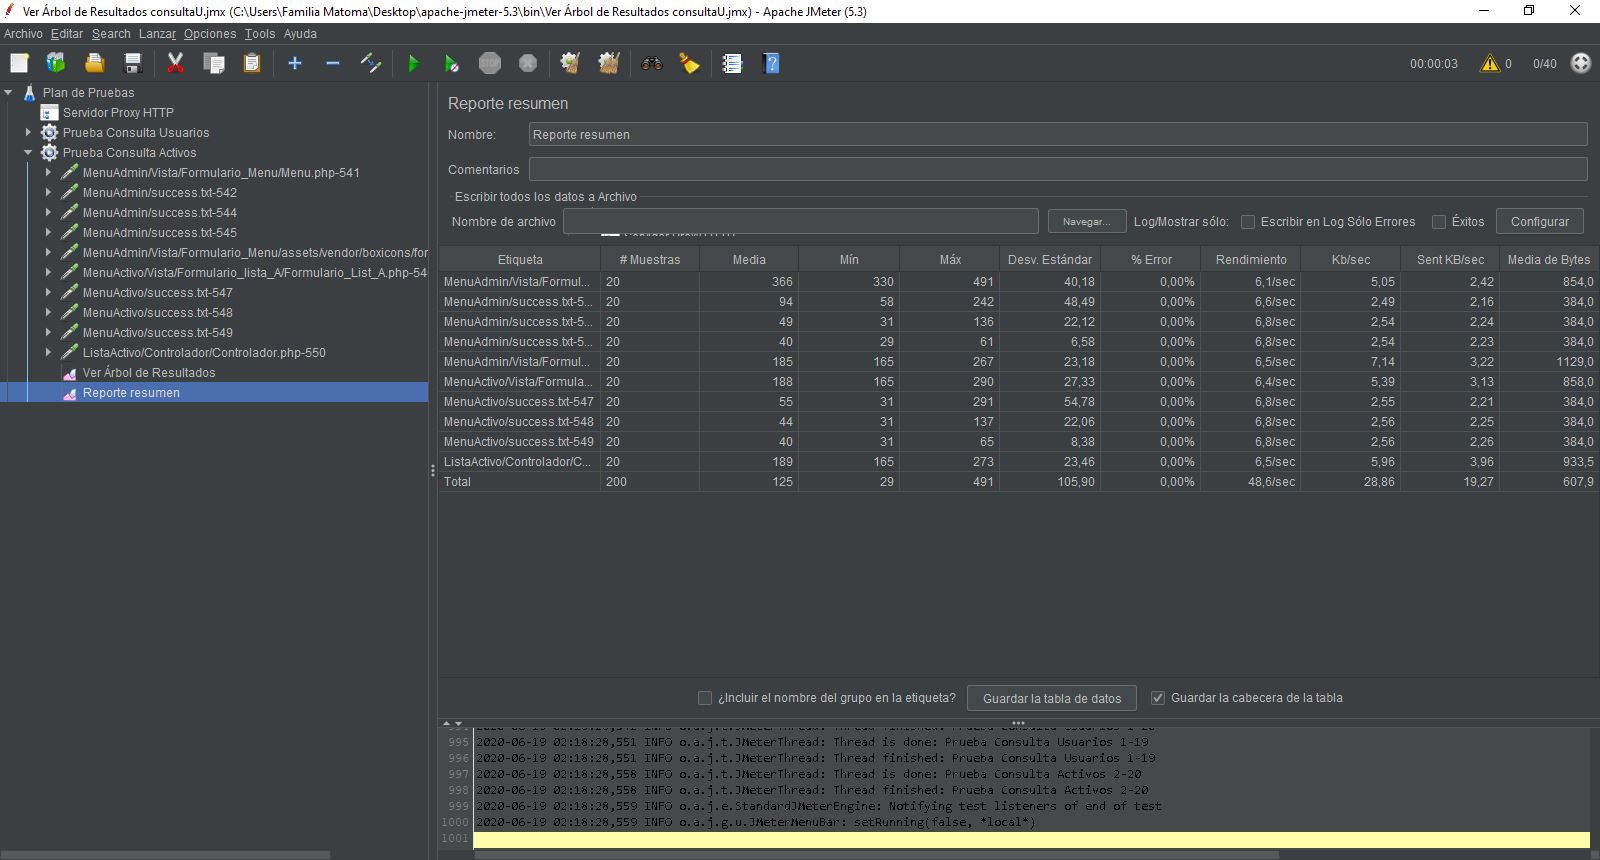 Ver Árbol de Resultados consultaU.jmx (C:\Users\Familia Matoma\Desktop\apache-jmeter-5.3\bin\Ver Árbol de Resultados consultaU.jmx) - Apache JMeter (5.3)
Archivo Editar Search Lanzar Opciones Tools Ayuda
STOP 00:00:03 0 0/40
Plan de Pruebas
Servidor Proxy HTTP
Prueba Consulta Usuarios
Prueba Consulta Activos
MenuAdmin/Vista/Formulario_Menu/Menu.php-541
MenuAdmin/success.txt-542
MenuAdmin/success.txt-544
MenuAdmin/success.txt-545
MenuAdmin/Vista/Formulario_Menu/assets/vendor/boxicons/for
MenuActivo/Vista/Formulario_lista_A/Formulario_List_A.php-54
MenuActivo/success.txt-547
MenuActivo/success.txt-548
MenuActivo/success.txt-549
ListaActivo/Controlador/Controlador.php-550
Ver Árbol de Resultados
Reporte resumen
Reporte resumen
Nombre: Reporte resumen
Comentarios
Escribir todos los datos a Archivo
Nombre de archivo Navegar... Log/Mostrar sólo: Escribir en Log Sólo Errores Éxitos Configurar
Etiqueta # Muestras Media Mín Máx Desv. Estándar % Error Rendimiento Kb/sec Sent KB/sec Media de Bytes
MenuAdmin/Vista/Formul... 20 366 330 491 40,18 0,00% 6,1/sec 5,05 2,42 854,0
MenuAdmin/success.txt-5... 20 94 58 242 48,49 0,00% 6,6/sec 2,49 2,16 384,0
MenuAdmin/success.txt-5... 20 49 31 136 22,12 0,00% 6,8/sec 2,54 2,24 384,0
MenuAdmin/success.txt-5... 20 40 29 61 6,58 0,00% 6,8/sec 2,54 2,23 384,0
MenuAdmin/Vista/Formul... 20 185 165 267 23,18 0,00% 6,5/sec 7,14 3,22 1129,0
MenuActivo/Vista/Formula... 20 188 165 290 27,33 0,00% 6,4/sec 5,39 3,13 858,0
MenuActivo/success.txt-547 20 55 31 291 54,78 0,00% 6,8/sec 2,55 2,21 384,0
MenuActivo/success.txt-548 20 44 31 137 22,06 0,00% 6,8/sec 2,56 2,25 384,0
MenuActivo/success.txt-549 20 40 31 65 8,38 0,00% 6,8/sec 2,56 2,26 384,0
ListaActivo/Controlador/C... 20 189 165 273 23,46 0,00% 6,5/sec 5,96 3,96 933,5
Total 200 125 29 491 105,90 0,00% 48,6/sec 28,86 19,27 607,9
¿Incluir el nombre del grupo en la etiqueta? Guardar la tabla de datos Guardar la cabecera de la tabla
995 2020-06-19 02:18:28,551 INFO o.a.j.t.JMeterThread: Thread is done: Prueba Consulta Usuarios 1-19
996 2020-06-19 02:18:28,551 INFO o.a.j.t.JMeterThread: Thread finished: Prueba Consulta Usuarios 1-19
997 2020-06-19 02:18:28,558 INFO o.a.j.t.JMeterThread: Thread is done: Prueba Consulta Activos 2-20
998 2020-06-19 02:18:28,558 INFO o.a.j.t.JMeterThread: Thread finished: Prueba Consulta Activos 2-20
999 2020-06-19 02:18:28,559 INFO o.a.j.e.StandardJMeterEngine: Notifying test listeners of end of test
1000 2020-06-19 02:18:28,559 INFO o.a.j.g.u.JMeterMenuBar: setRunning(false, *local*)
1001